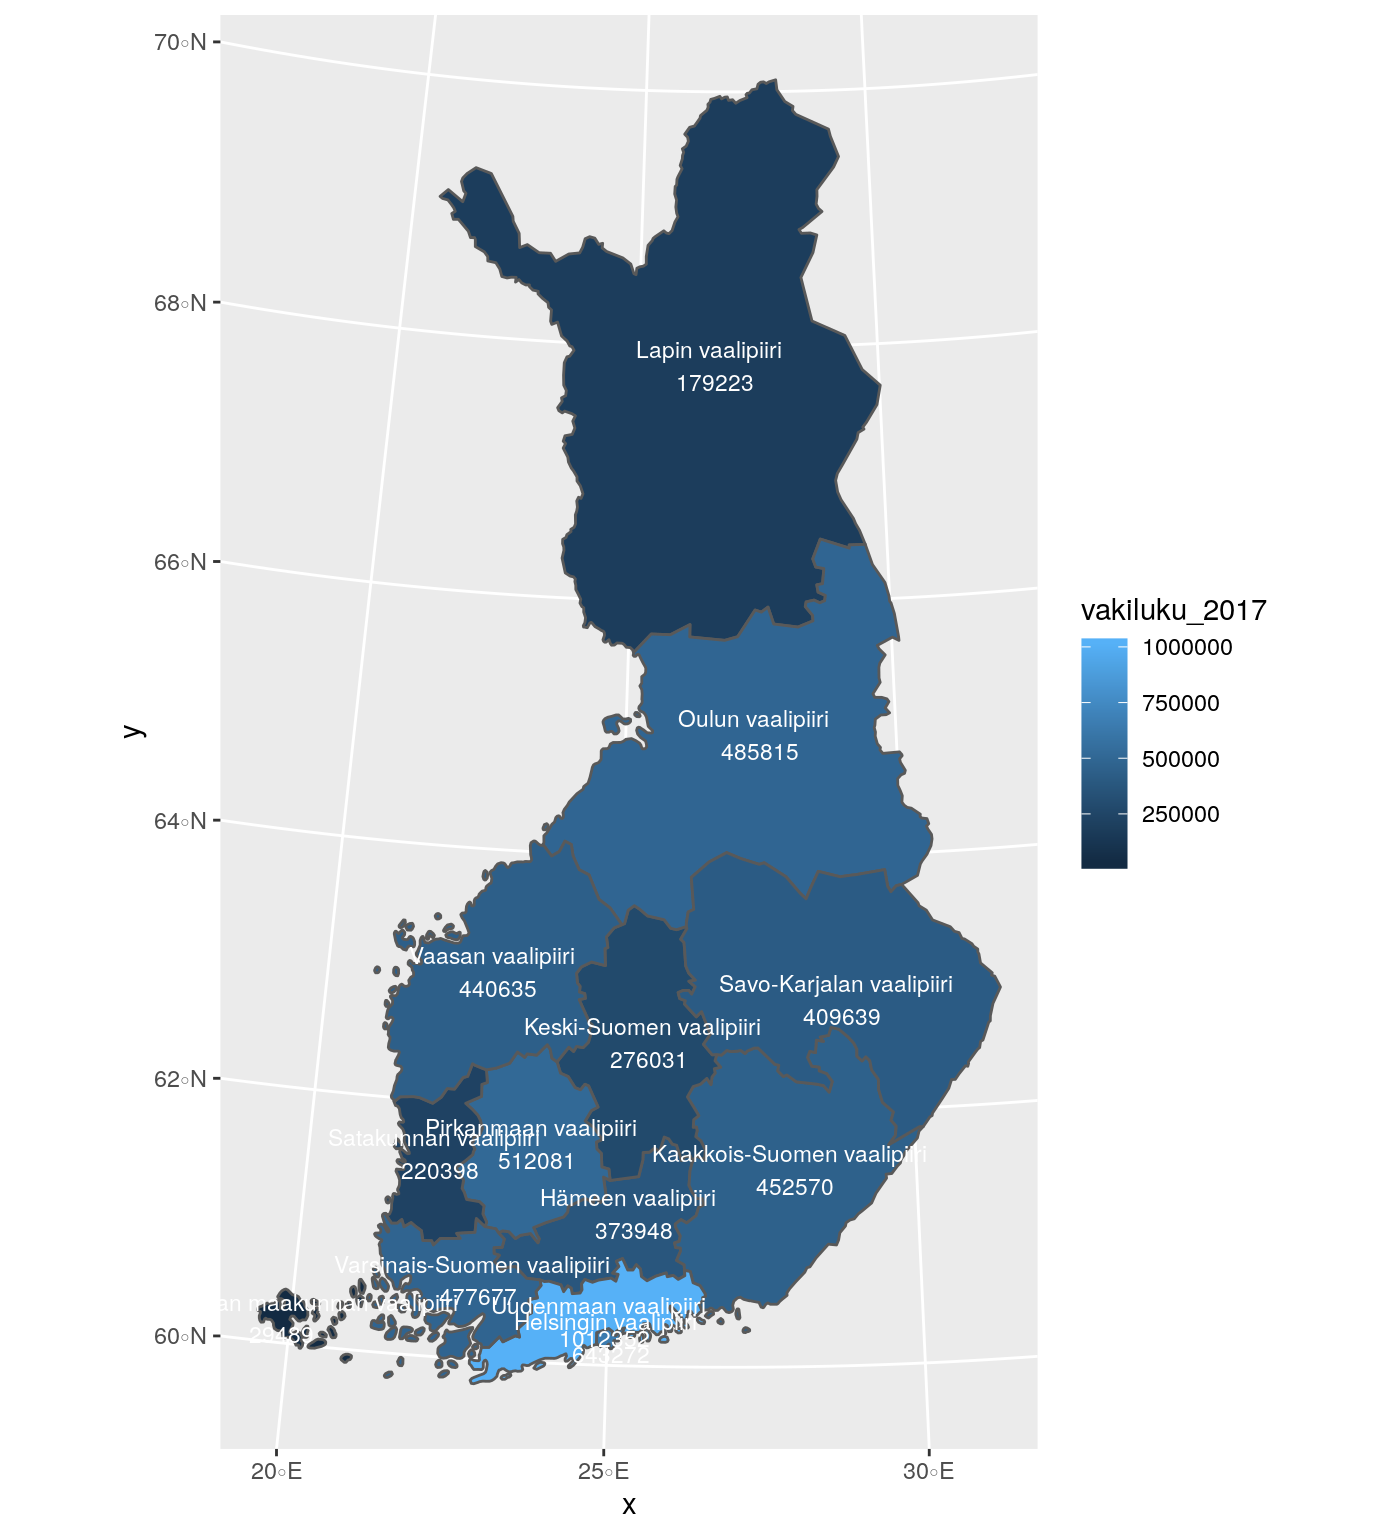 70°N
68°N
66°N
64°N
62°N
60°N
y
Lapin vaalipiiri
179223
Oulun vaalipiiri
485815
Vaasan vaalipiiri
440635
Savo-Karjalan vaalipiiri
409639
Keski-Suomen vaalipiiri
276031
Pirkanmaan vaalipiiri
512081
Satakunnan vaalipiiri
220398
Kaakkois-Suomen vaalipiiri
452570
Hämeen vaalipiiri
373948
Varsinais-Suomen vaalipiiri
477677
an maakunnan vaalipiiri
29489
Uudenmaan vaalipiiri
1012352
Helsingin vaalipiiri
643272
20°E
25°E
30°E
x
vakiluku_2017
1000000
750000
500000
250000